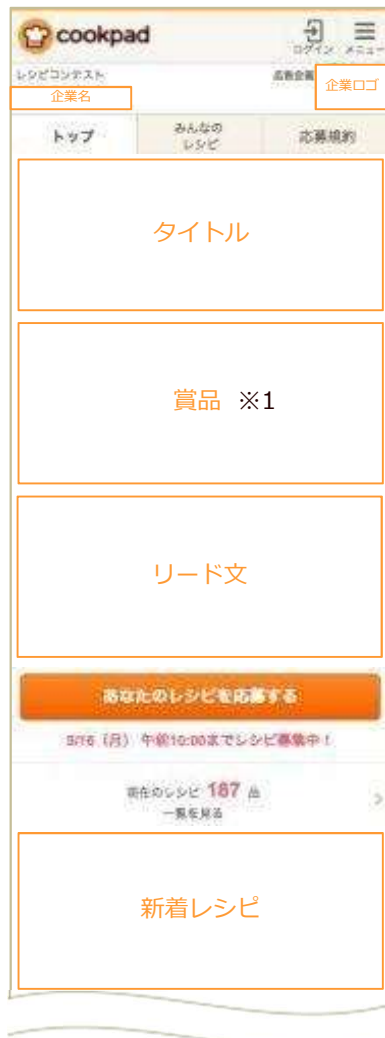 cookpad
ログイン メニュー
レシピコンテスト
広告企画
企業名
企業ロゴ
トップ
みんなの
レシピ
応募規約
タイトル
賞品 ※1
リード文
あなたのレシピを応募する
午前10:00までレシピ募集中！
現在のレシピ 187 品
一覧を見る
新着レシピ